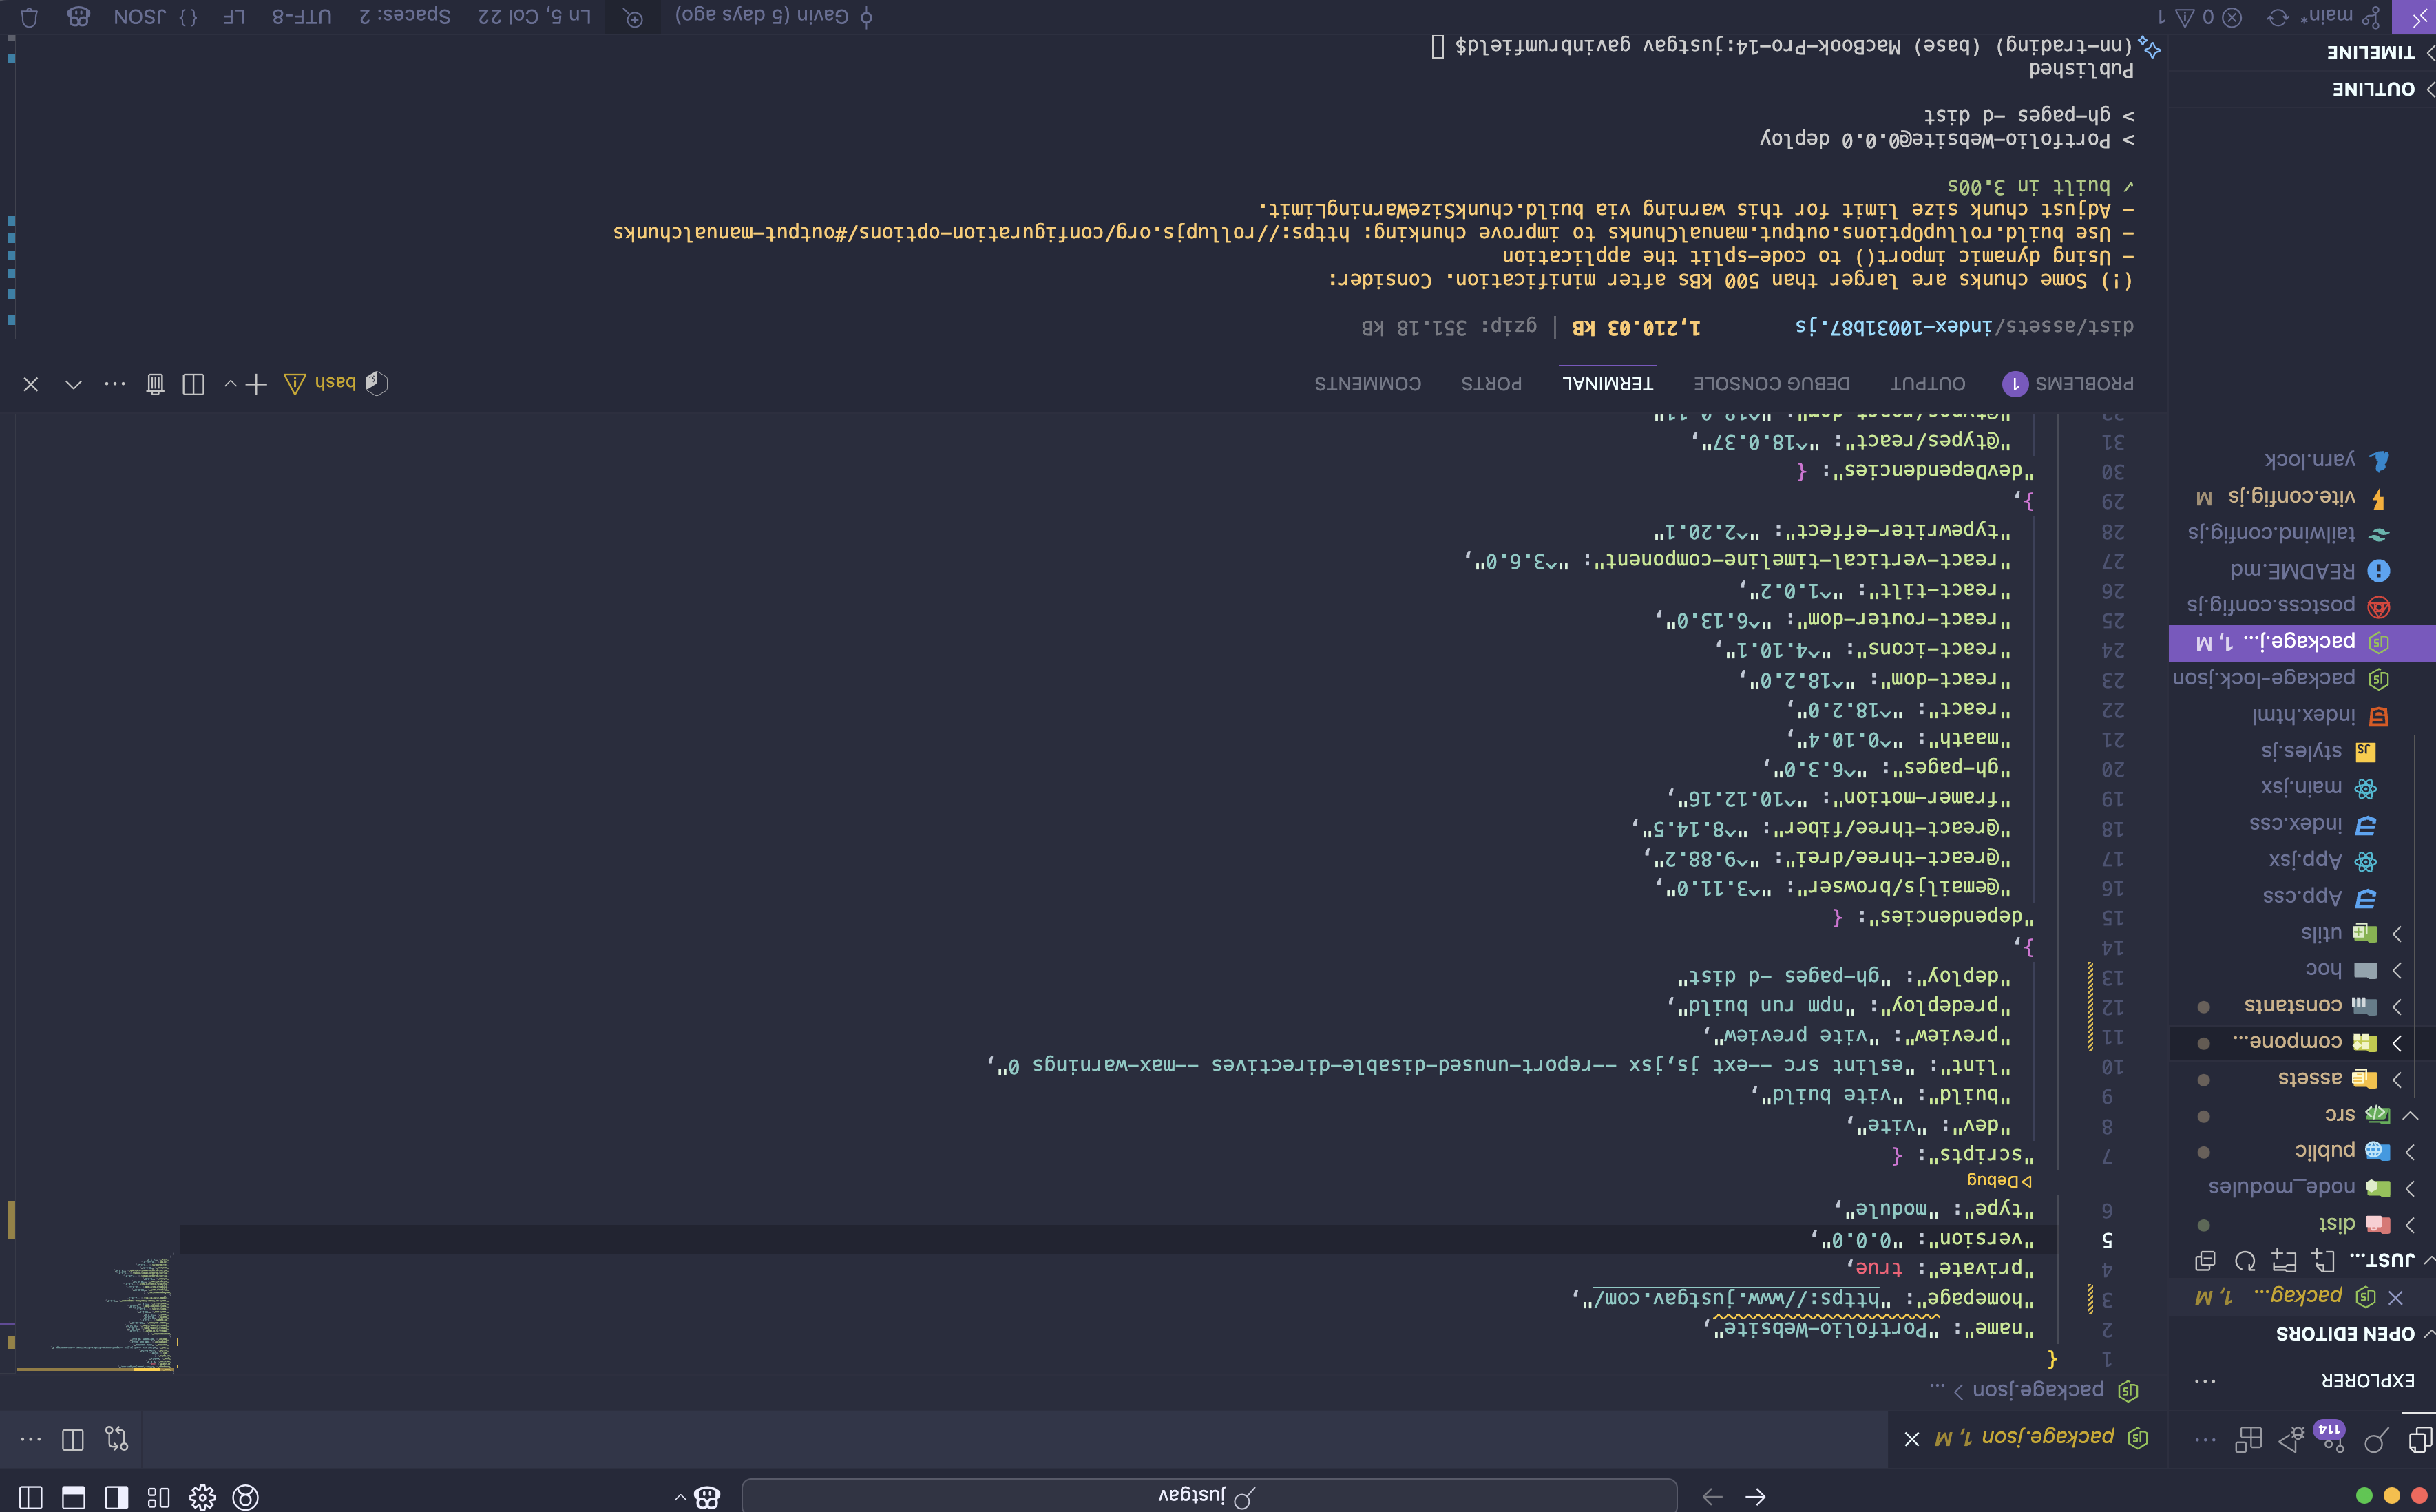 justgav
114
package.json 1, M
EXPLORER
package.json > ...
OPEN EDITORS
packag... 1, M
JUST...
dist
node_modules
public
src
assets
compone...
constants
hoc
utils
App.css
App.jsx
index.css
main.jsx
styles.js
index.html
package-lock.json
package.j... 1, M
postcss.config.js
README.md
tailwind.config.js
vite.config.js M
yarn.lock
OUTLINE
TIMELINE
1 {
2 "name": "Portfolio-Website",
3 "homepage": "https://www.justgav.com/",
4 "private": true,
5 "version": "0.0.0",
6 "type": "module",
Debug
7 "scripts": {
8 "dev": "vite",
9 "build": "vite build",
10 "lint": "eslint src --ext js,jsx --report-unused-disable-directives --max-warnings 0",
11 "preview": "vite preview",
12 "predeploy": "npm run build",
13 "deploy": "gh-pages -d dist"
14 },
15 "dependencies": {
16 "@emailjs/browser": "^3.11.0",
17 "@react-three/drei": "^9.88.2",
18 "@react-three/fiber": "^8.14.5",
19 "framer-motion": "^10.12.16",
20 "gh-pages": "^6.3.0",
21 "maath": "^0.10.4",
22 "react": "^18.2.0",
23 "react-dom": "^18.2.0",
24 "react-icons": "^4.10.1",
25 "react-router-dom": "^6.13.0",
26 "react-tilt": "^1.0.2",
27 "react-vertical-timeline-component": "^3.6.0",
28 "typewriter-effect": "^2.20.1"
29 },
30 "devDependencies": {
31 "@types/react": "^18.0.37",
32 "@types/react-dom": "^18.0.11"
PROBLEMS 1 OUTPUT DEBUG CONSOLE TERMINAL PORTS COMMENTS
bash
dist/assets/index-10031b87.js 1,210.03 kB | gzip: 351.18 kB
(!) Some chunks are larger than 500 kBs after minification. Consider:
- Using dynamic import() to code-split the application
- Use build.rollupOptions.output.manualChunks to improve chunking: https://rollupjs.org/configuration-options/#output-manualchunks
- Adjust chunk size limit for this warning via build.chunkSizeWarningLimit.
✓ built in 3.00s
> Portfolio-Website@0.0.0 deploy
> gh-pages -d dist
Published
(nn-trading) (base) MacBook-Pro-14:justgav gavinbrumfield$
main* 0 1
Gavin (5 days ago)
Ln 5, Col 22
Spaces: 2
UTF-8
LF
{} JSON